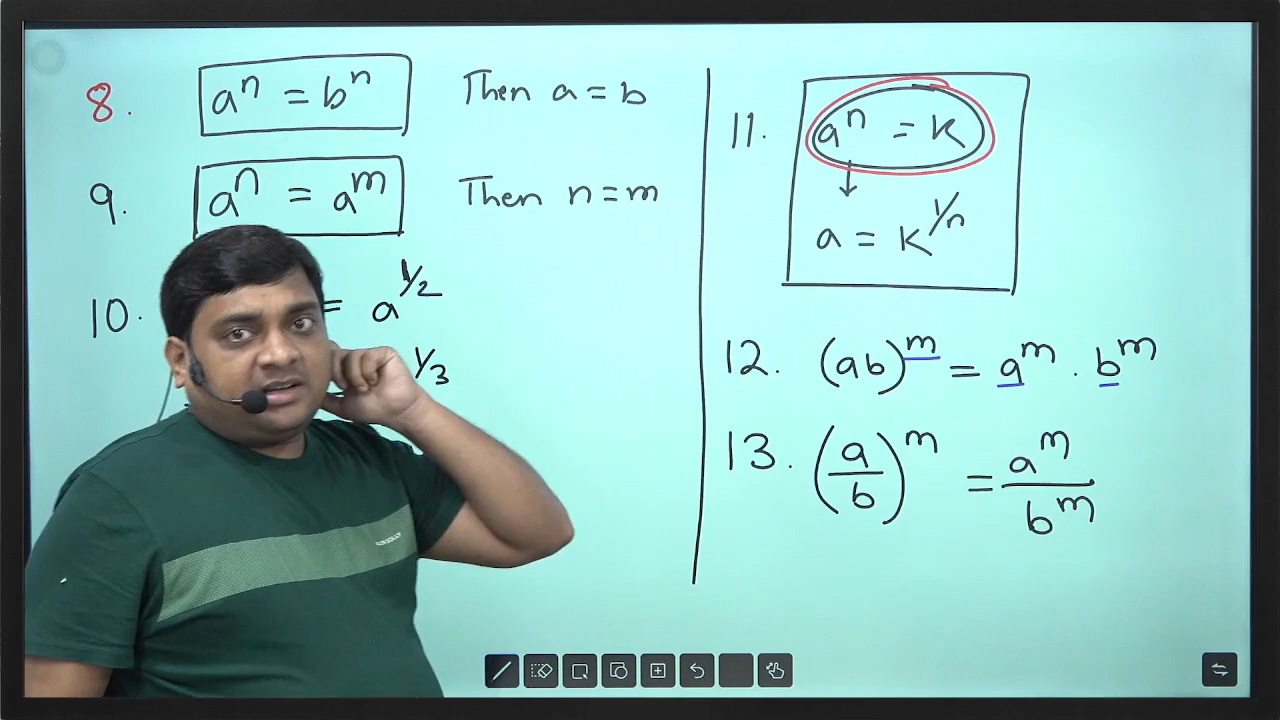 8. aⁿ = bⁿ Then a = b
9. aⁿ = aᵐ Then n = m
10. = a^1/2
1/3
11. aⁿ = K
a = K^1/n
12. (ab)ᵐ = aᵐ . bᵐ
13. (a/b)ᵐ = aᵐ/bᵐ